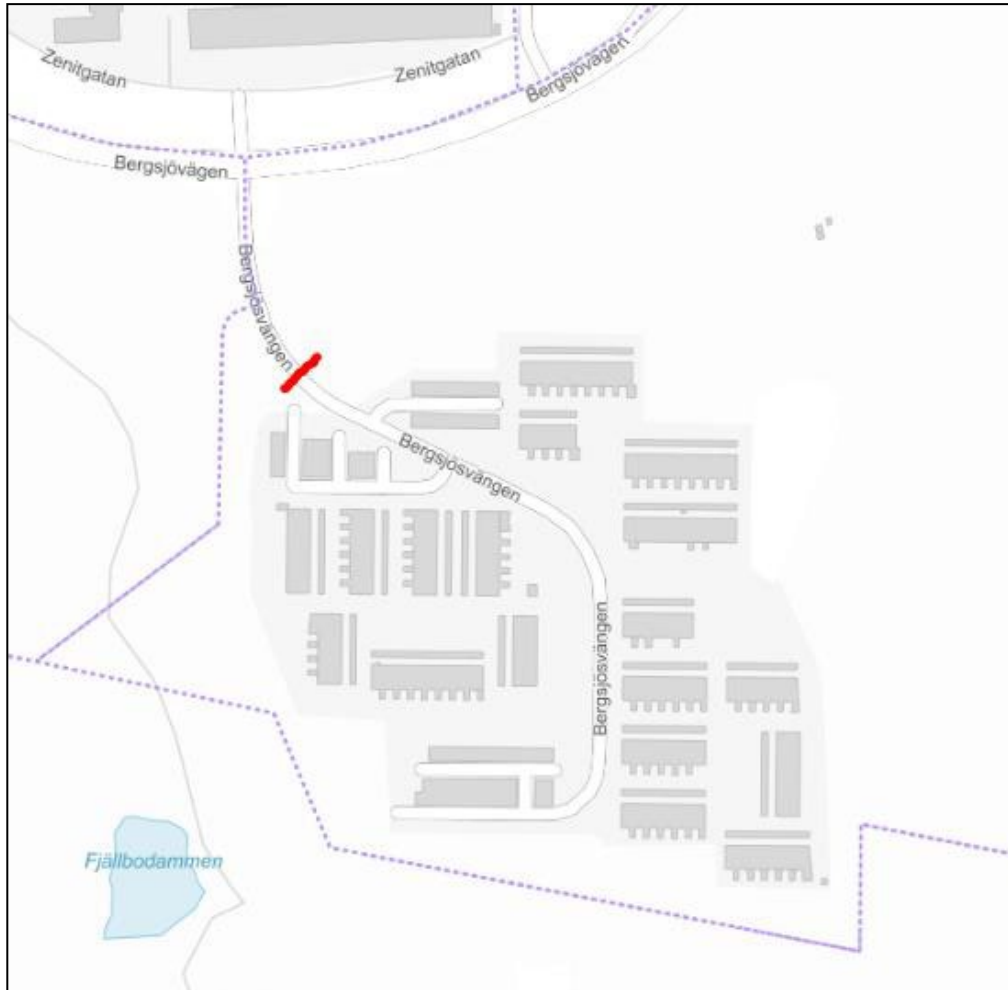 Zenitgatan
Zenitgatan
Bergsjövägen
Bergsjövägen
Bergsjösvängen
Bergsjösvängen
Bergsjösvängen
Fjällbodammen